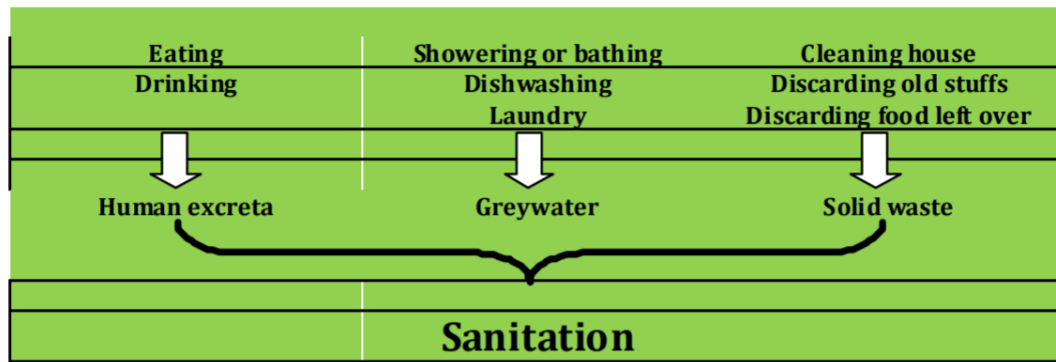 Eating
Drinking
Showering or bathing
Dishwashing
Laundry
Cleaning house
Discarding old stuffs
Discarding food left over
Human excreta
Greywater
Solid waste
Sanitation